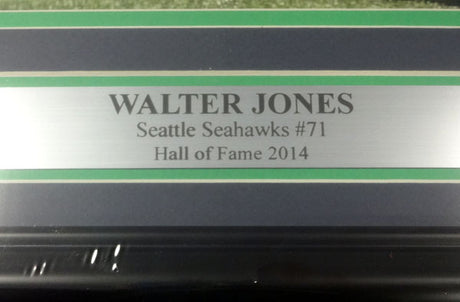 WALTER JONES
Seattle Seahawks #71
Hall of Fame 2014